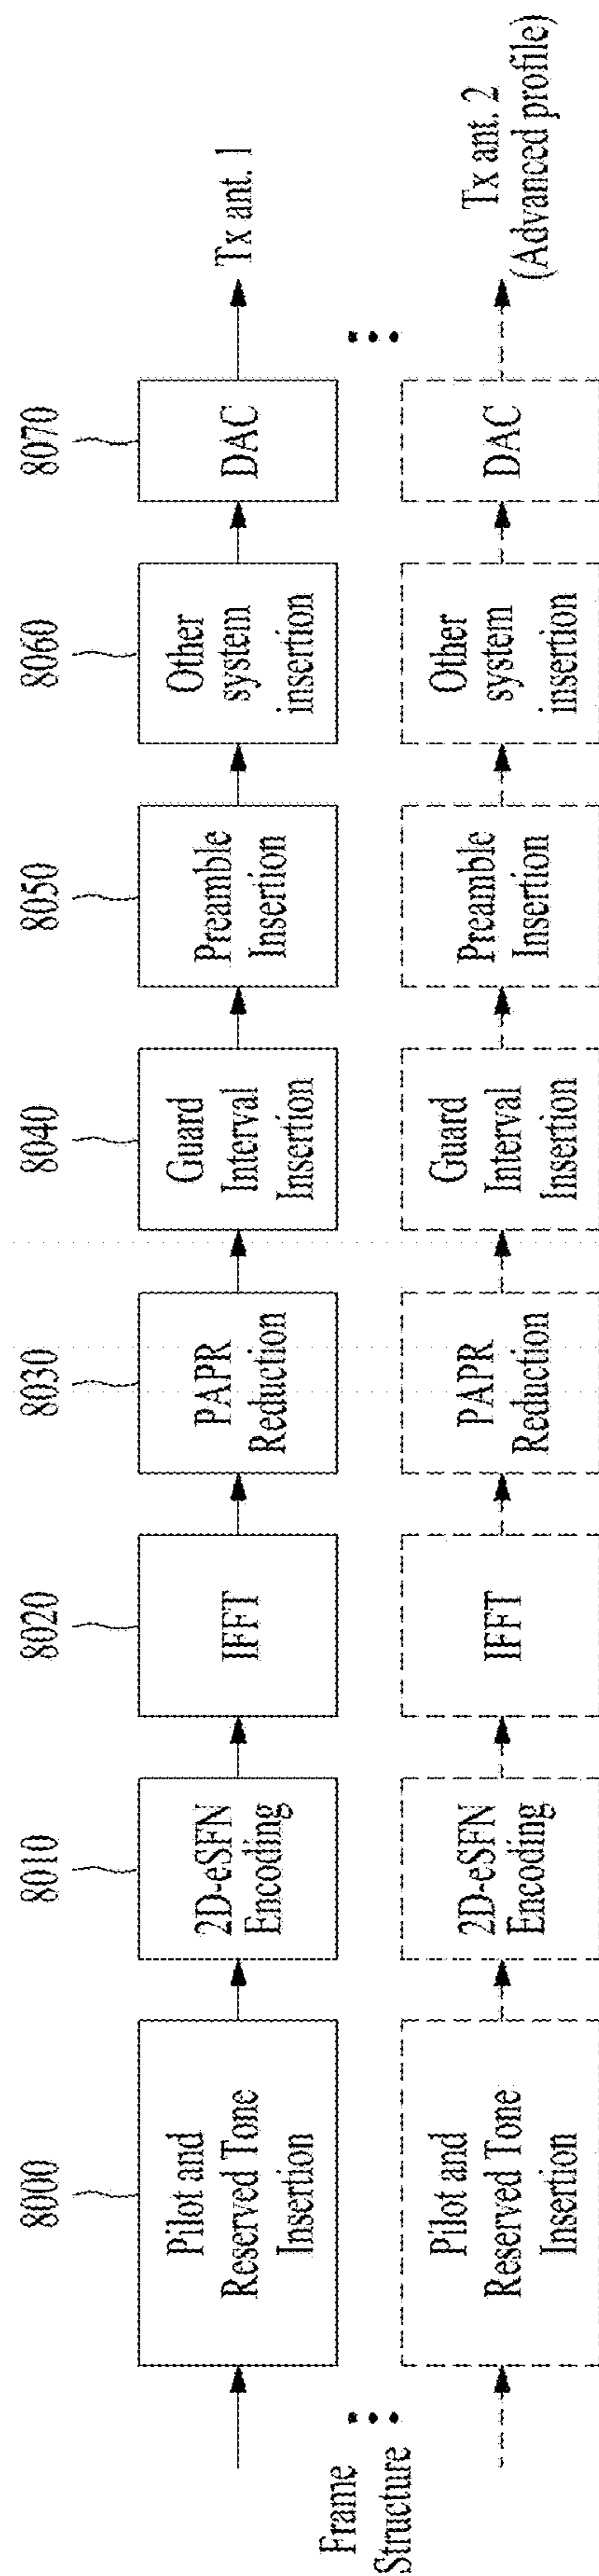 8000
8010
8020
8030
8040
8050
8060
8070
Pilot and
Reserved Tone
Insertion
2D-eSFN
Encoding
IFFT
PAPR
Reduction
Guard
Interval
Insertion
Preamble
Insertion
Other
system
insertion
DAC
Tx ant. 1
Frame
Structure
Pilot and
Reserved Tone
Insertion
2D-eSFN
Encoding
IFFT
PAPR
Reduction
Guard
Interval
Insertion
Preamble
Insertion
Other
system
insertion
DAC
Tx ant. 2
(Advanced profile)